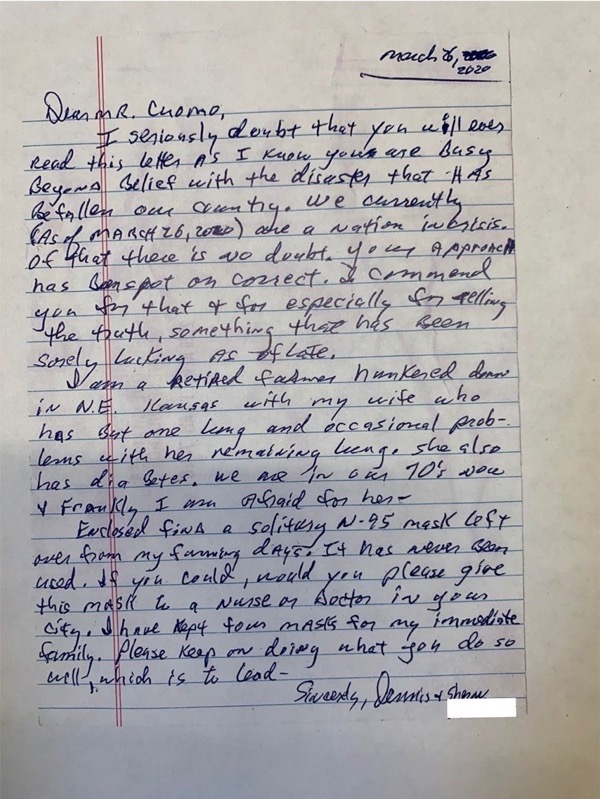 March 26,
2020
Dear MR. Cuomo,
I seriously doubt that you will ever
read this letter AS I know you are Busy
Beyond Belief with the disaster that HAS
Befallen our country. We currently
(As of MARCH 26, 2020) are a Nation in crisis.
Of that there is no doubt. your Approach
has Been spot on correct. I commend
you for that & for especially for telling
the truth, something that has Been
sorely lacking AS of late.
I am a Retired farmer hunkered down
in N.E. Kansas with my wife who
has But one lung and occasional prob-
lems with her remaining lung. She also
has diaBetes. We are in our 70's now
& Frankly I am Afraid for her-
Enclosed find a solitary N-95 mask left
over from my farming dAys. It has never Been
used. If you could, would you please give
this mask to a Nurse or Doctor in your
City. I have kept four masks for my immediate
family. Please keep on doing what you do so
well, which is to lead-
Sincerely, Dennis & Sharon